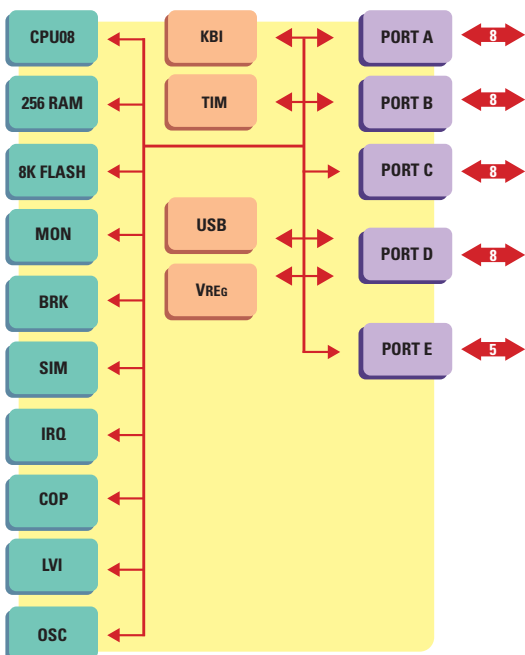 CPU08
KBI
PORT A
8
256 RAM
TIM
PORT B
8
8K FLASH
PORT C
8
MON
USB
PORT D
8
BRK
VREG
PORT E
5
SIM
IRQ
COP
LVI
OSC